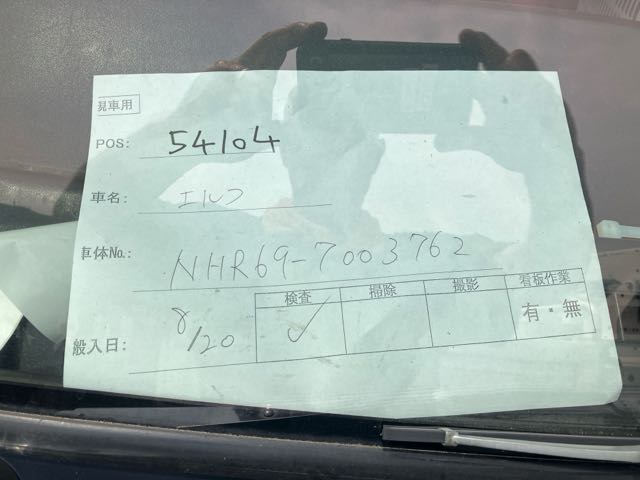 現車用
POS: 54104
車名 エルフ
車体No.: NHR69-7003762
搬入日: 8/20
検査 掃除 撮影 看板作業
✓ 有・無